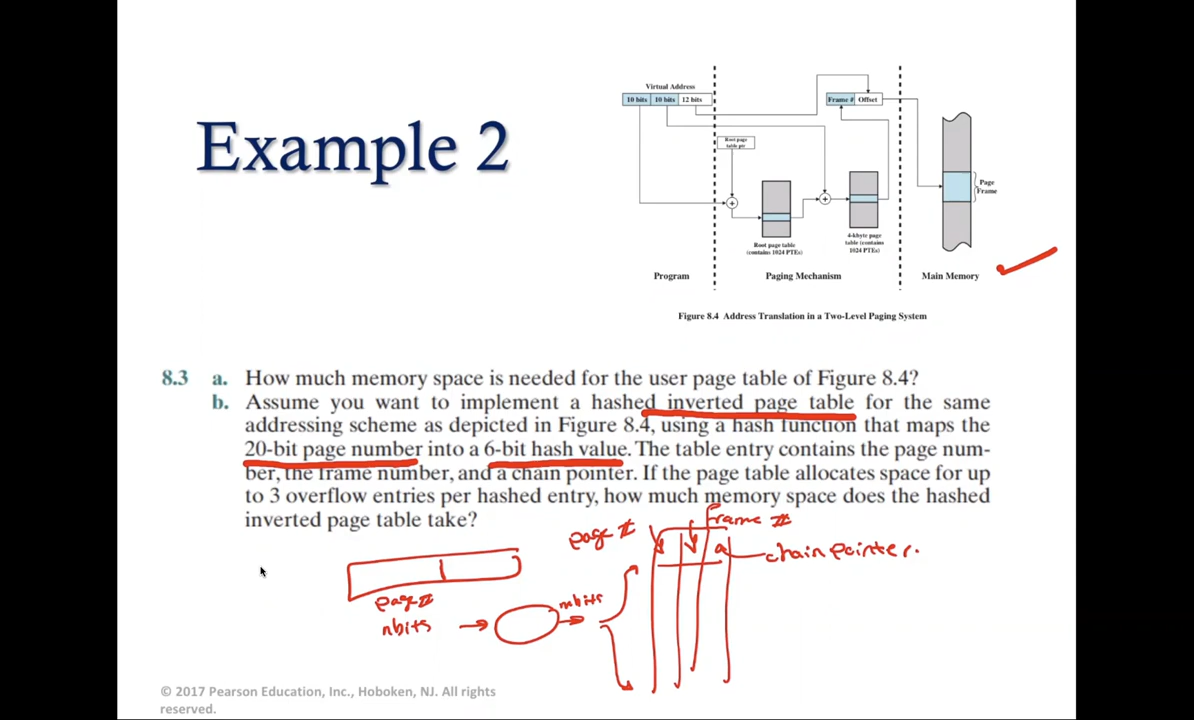 Example 2
Virtual Address
10 bits 10 bits 12 bits
Frame # Offset
Root page
table ptr
Page
Frame
Root page table
(contains 1024 PTEs)
4-kbyte page
table (contains
1024 PTEs)
Program
Paging Mechanism
Main Memory
Figure 8.4 Address Translation in a Two-Level Paging System
8.3 a. How much memory space is needed for the user page table of Figure 8.4?
b. Assume you want to implement a hashed inverted page table for the same
addressing scheme as depicted in Figure 8.4, using a hash function that maps the
20-bit page number into a 6-bit hash value. The table entry contains the page num-
ber, the frame number, and a chain pointer. If the page table allocates space for up
to 3 overflow entries per hashed entry, how much memory space does the hashed
inverted page table take?
page #
frame #
chain pointer.
page #
nbits
mbits
© 2017 Pearson Education, Inc., Hoboken, NJ. All rights
reserved.